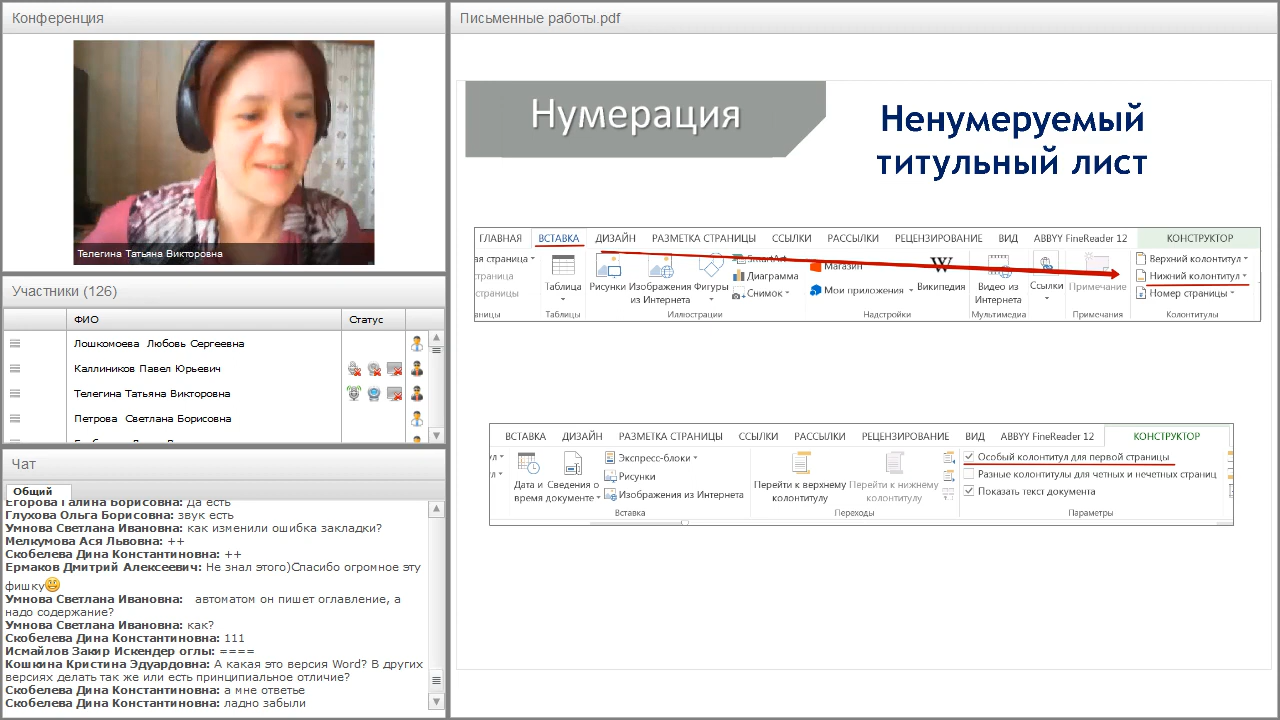 Конференция
Телегина Татьяна Викторовна
Участники (126)
ФИО Статус
Лошкомоева Любовь Сергеевна
Каллиников Павел Юрьевич
Телегина Татьяна Викторовна
Петрова Светлана Борисовна
Чат
Общий
Егорова Галина Борисовна: Да есть
Глухова Ольга Борисовна: звук есть
Умнова Светлана Ивановна: как изменили ошибка закладки?
Мелкумова Ася Львовна: ++
Скобелева Дина Константиновна: ++
Ермаков Дмитрий Алексеевич: Не знал этого)Спасибо огромное эту
фишку
Умнова Светлана Ивановна: автоматом он пишет оглавление, а
надо содержание?
Умнова Светлана Ивановна: как?
Скобелева Дина Константиновна: 111
Исмайлов Закир Искендер оглы: ====
Кошкина Кристина Эдуардовна: А какая это версия Word? В других
версиях делать так же или есть принципиальное отличие?
Скобелева Дина Константиновна: а мне ответье
Скобелева Дина Константиновна: ладно забыли
Письменные работы.pdf
Нумерация
Ненумеруемый
титульный лист
ГЛАВНАЯ ВСТАВКА ДИЗАЙН РАЗМЕТКА СТРАНИЦЫ ССЫЛКИ РАССЫЛКИ РЕЦЕНЗИРОВАНИЕ ВИД ABBYY FineReader 12 КОНСТРУКТОР
ая страница SmartArt Магазин Верхний колонтитул
траница Диаграмма Нижний колонтитул
Таблица Рисунки Изображения Фигуры Мои приложения Википедия Видео из Ссылки Примечание
страницы из Интернета Снимок Интернета Номер страницы
аницы Таблицы Иллюстрации Надстройки Мультимедиа Примечания Колонтитулы
ВСТАВКА ДИЗАЙН РАЗМЕТКА СТРАНИЦЫ ССЫЛКИ РАССЫЛКИ РЕЦЕНЗИРОВАНИЕ ВИД ABBYY FineReader 12 КОНСТРУКТОР
ул Экспресс-блоки Особый колонтитул для первой страницы
л Рисунки Разные колонтитулы для четных и нечетных страниц
Дата и Сведения о Перейти к верхнему Перейти к нижнему
время документе Изображения из Интернета колонтитулу колонтитулу Показать текст документа
Вставка Переходы Параметры